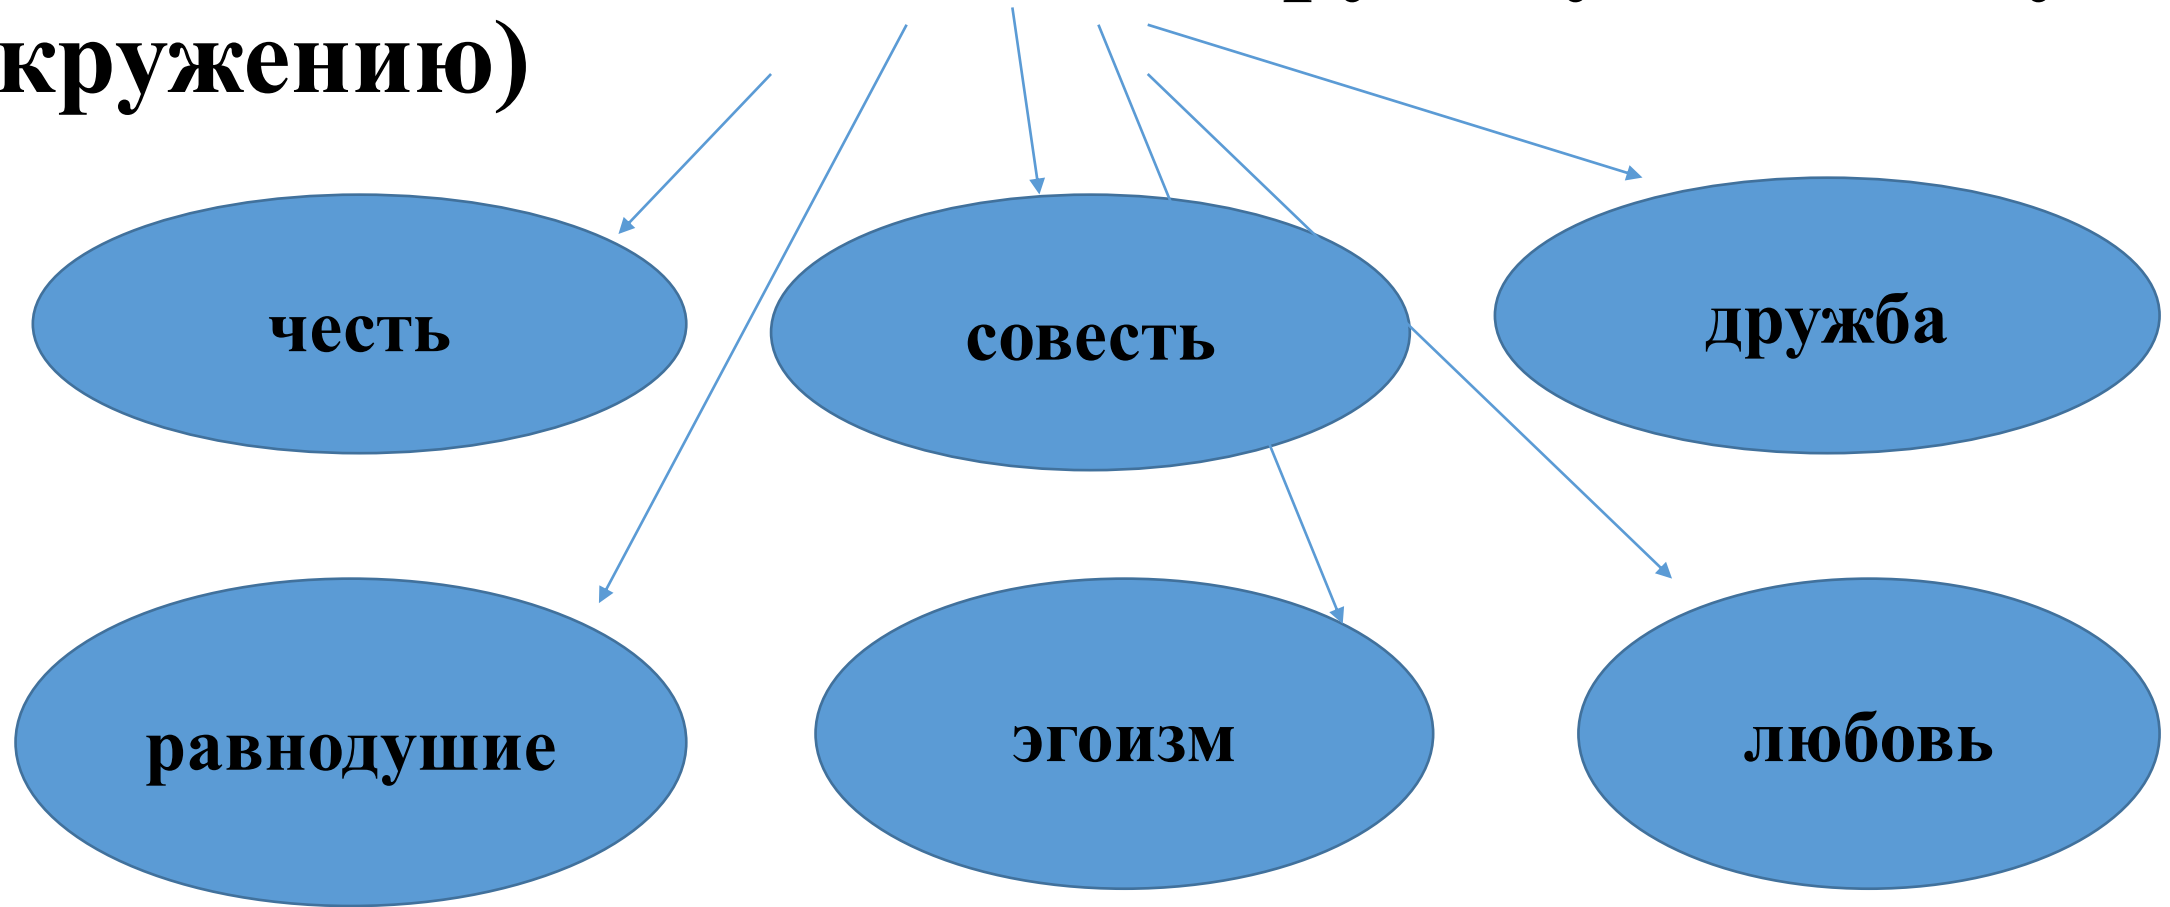 кружению)
честь
совесть
дружба
равнодушие
эгоизм
любовь